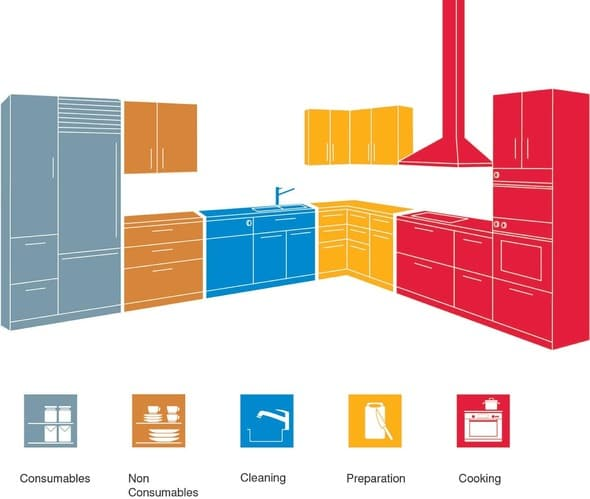 Consumables
Non
Consumables
Cleaning
Preparation
Cooking